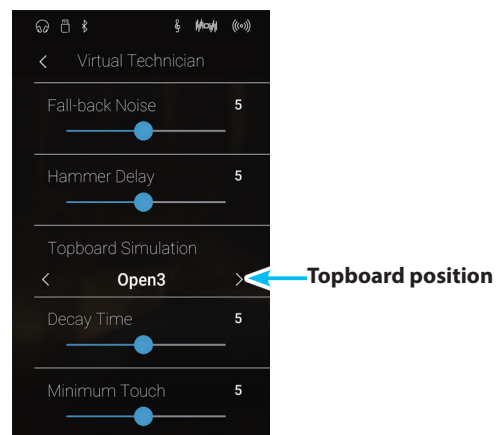 Virtual Technician
Fall-back Noise 5
Hammer Delay 5
Topboard Simulation
Open3
Topboard position
Decay Time 5
Minimum Touch 5